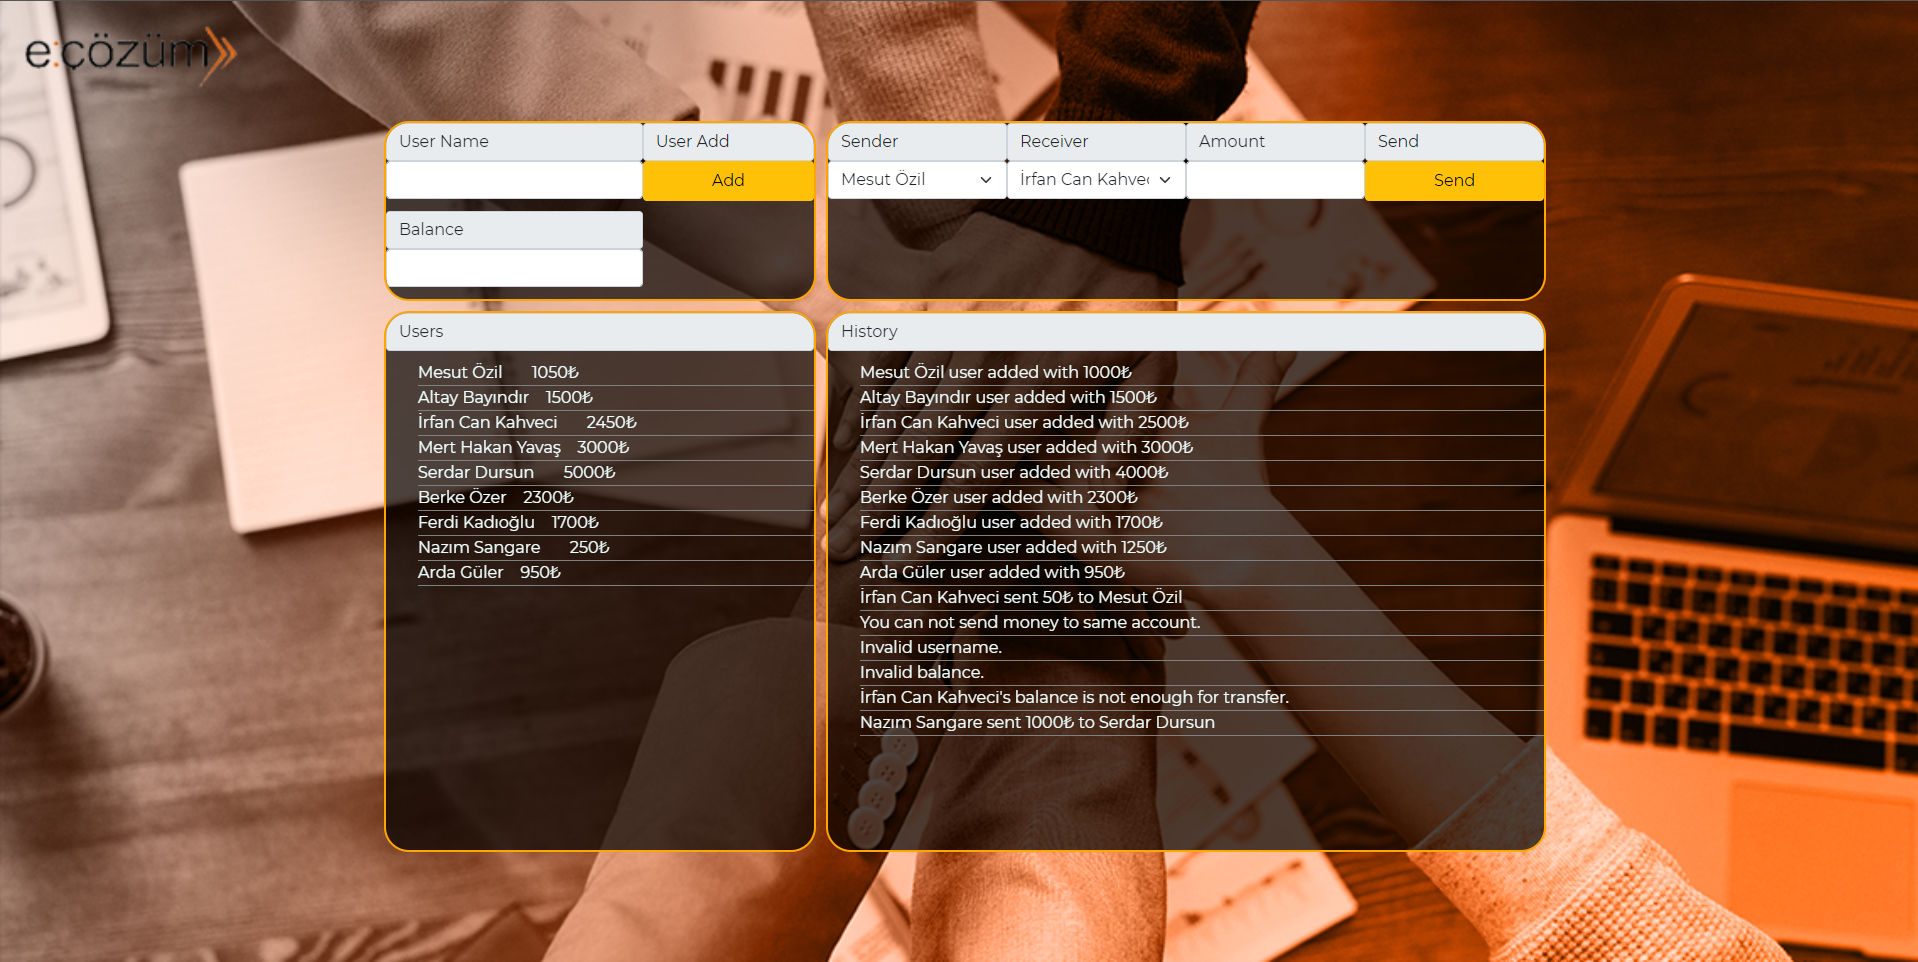 e:çözüm
User Name
User Add
Add
Balance
Sender
Receiver
Amount
Send
Mesut Özil
İrfan Can Kahvec
Send
Users
Mesut Özil 1050₺
Altay Bayındır 1500₺
İrfan Can Kahveci 2450₺
Mert Hakan Yavaş 3000₺
Serdar Dursun 5000₺
Berke Özer 2300₺
Ferdi Kadıoğlu 1700₺
Nazım Sangare 250₺
Arda Güler 950₺
History
Mesut Özil user added with 1000₺
Altay Bayındır user added with 1500₺
İrfan Can Kahveci user added with 2500₺
Mert Hakan Yavaş user added with 3000₺
Serdar Dursun user added with 4000₺
Berke Özer user added with 2300₺
Ferdi Kadıoğlu user added with 1700₺
Nazım Sangare user added with 1250₺
Arda Güler user added with 950₺
İrfan Can Kahveci sent 50₺ to Mesut Özil
You can not send money to same account.
Invalid username.
Invalid balance.
İrfan Can Kahveci's balance is not enough for transfer.
Nazım Sangare sent 1000₺ to Serdar Dursun